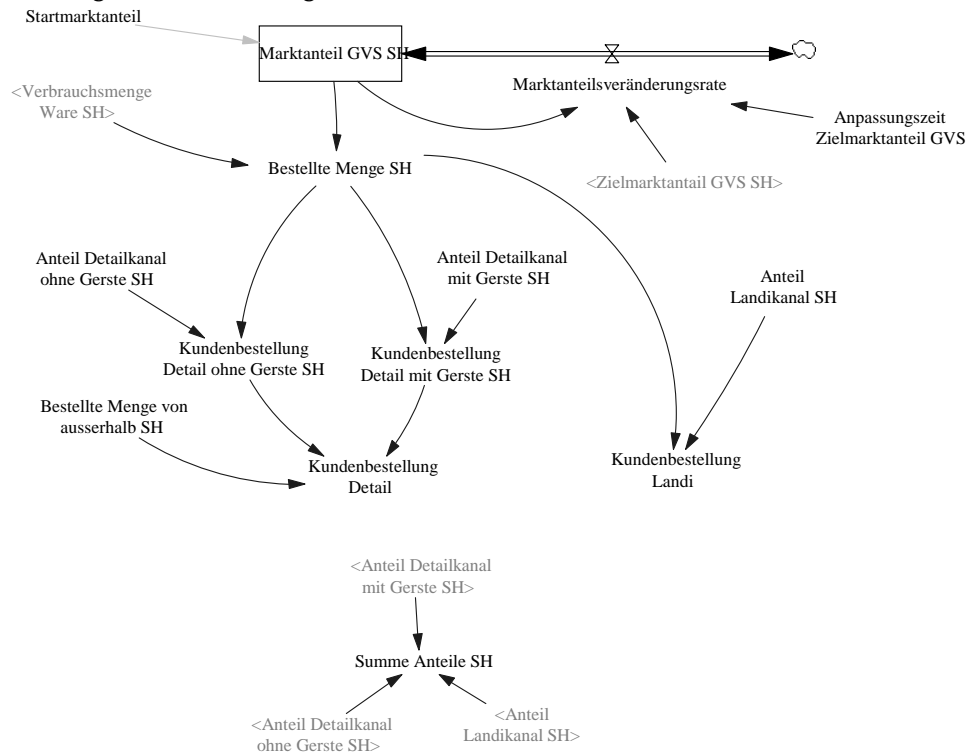 Startmarktanteil
Marktanteil GVS SH
Marktanteilsveränderungsrate
<Verbrauchsmenge
Ware SH>
Anpassungszeit
Zielmarktanteil GVS
Bestellte Menge SH
<Zielmarktantail GVS SH>
Anteil Detailkanal
ohne Gerste SH
Anteil Detailkanal
mit Gerste SH
Anteil
Landikanal SH
Kundenbestellung
Detail ohne Gerste SH
Kundenbestellung
Detail mit Gerste SH
Bestellte Menge von
ausserhalb SH
Kundenbestellung
Detail
Kundenbestellung
Landi
<Anteil Detailkanal
mit Gerste SH>
Summe Anteile SH
<Anteil Detailkanal
ohne Gerste SH>
<Anteil
Landikanal SH>